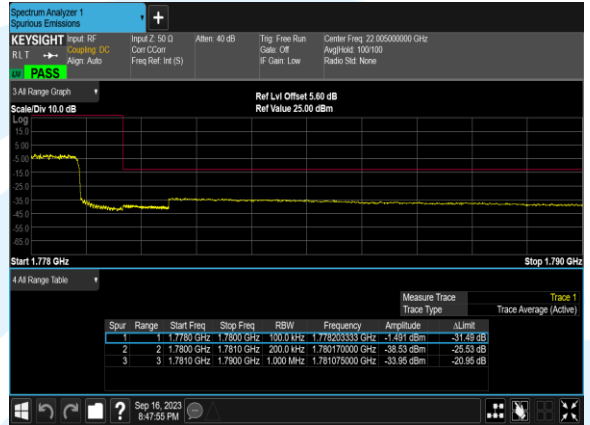 Spectrum Analyzer 1
Spurious Emissions
KEYSIGHT Input: RF Input Z: 50 Ω Atten: 40 dB Trig: Free Run Center Freq: 22.005000000 GHz
RLT Coupling: DC Corr CCorr Gate: Off Avg|Hold: 100/100
Align: Auto Freq Ref: Int (S) IF Gain: Low Radio Std: None
PASS
3 All Range Graph
Ref Lvl Offset 5.60 dB
Scale/Div 10.0 dB Ref Value 25.00 dBm
Log
15.0
5.00
-5.00
-15.0
-25.0
-35.0
-45.0
-55.0
-65.0
Start 1.778 GHz Stop 1.790 GHz
4 All Range Table
Measure Trace Trace 1
Trace Type Trace Average (Active)
Spur Range Start Freq Stop Freq RBW Frequency Amplitude ΔLimit
1 1 1.7780 GHz 1.7800 GHz 100.0 kHz 1.778203333 GHz -1.491 dBm -31.49 dB
2 2 1.7800 GHz 1.7810 GHz 200.0 kHz 1.780170000 GHz -38.53 dBm -25.53 dB
3 3 1.7810 GHz 1.7900 GHz 1.000 MHz 1.781075000 GHz -33.95 dBm -20.95 dB
? Sep 16, 2023
8:47:55 PM